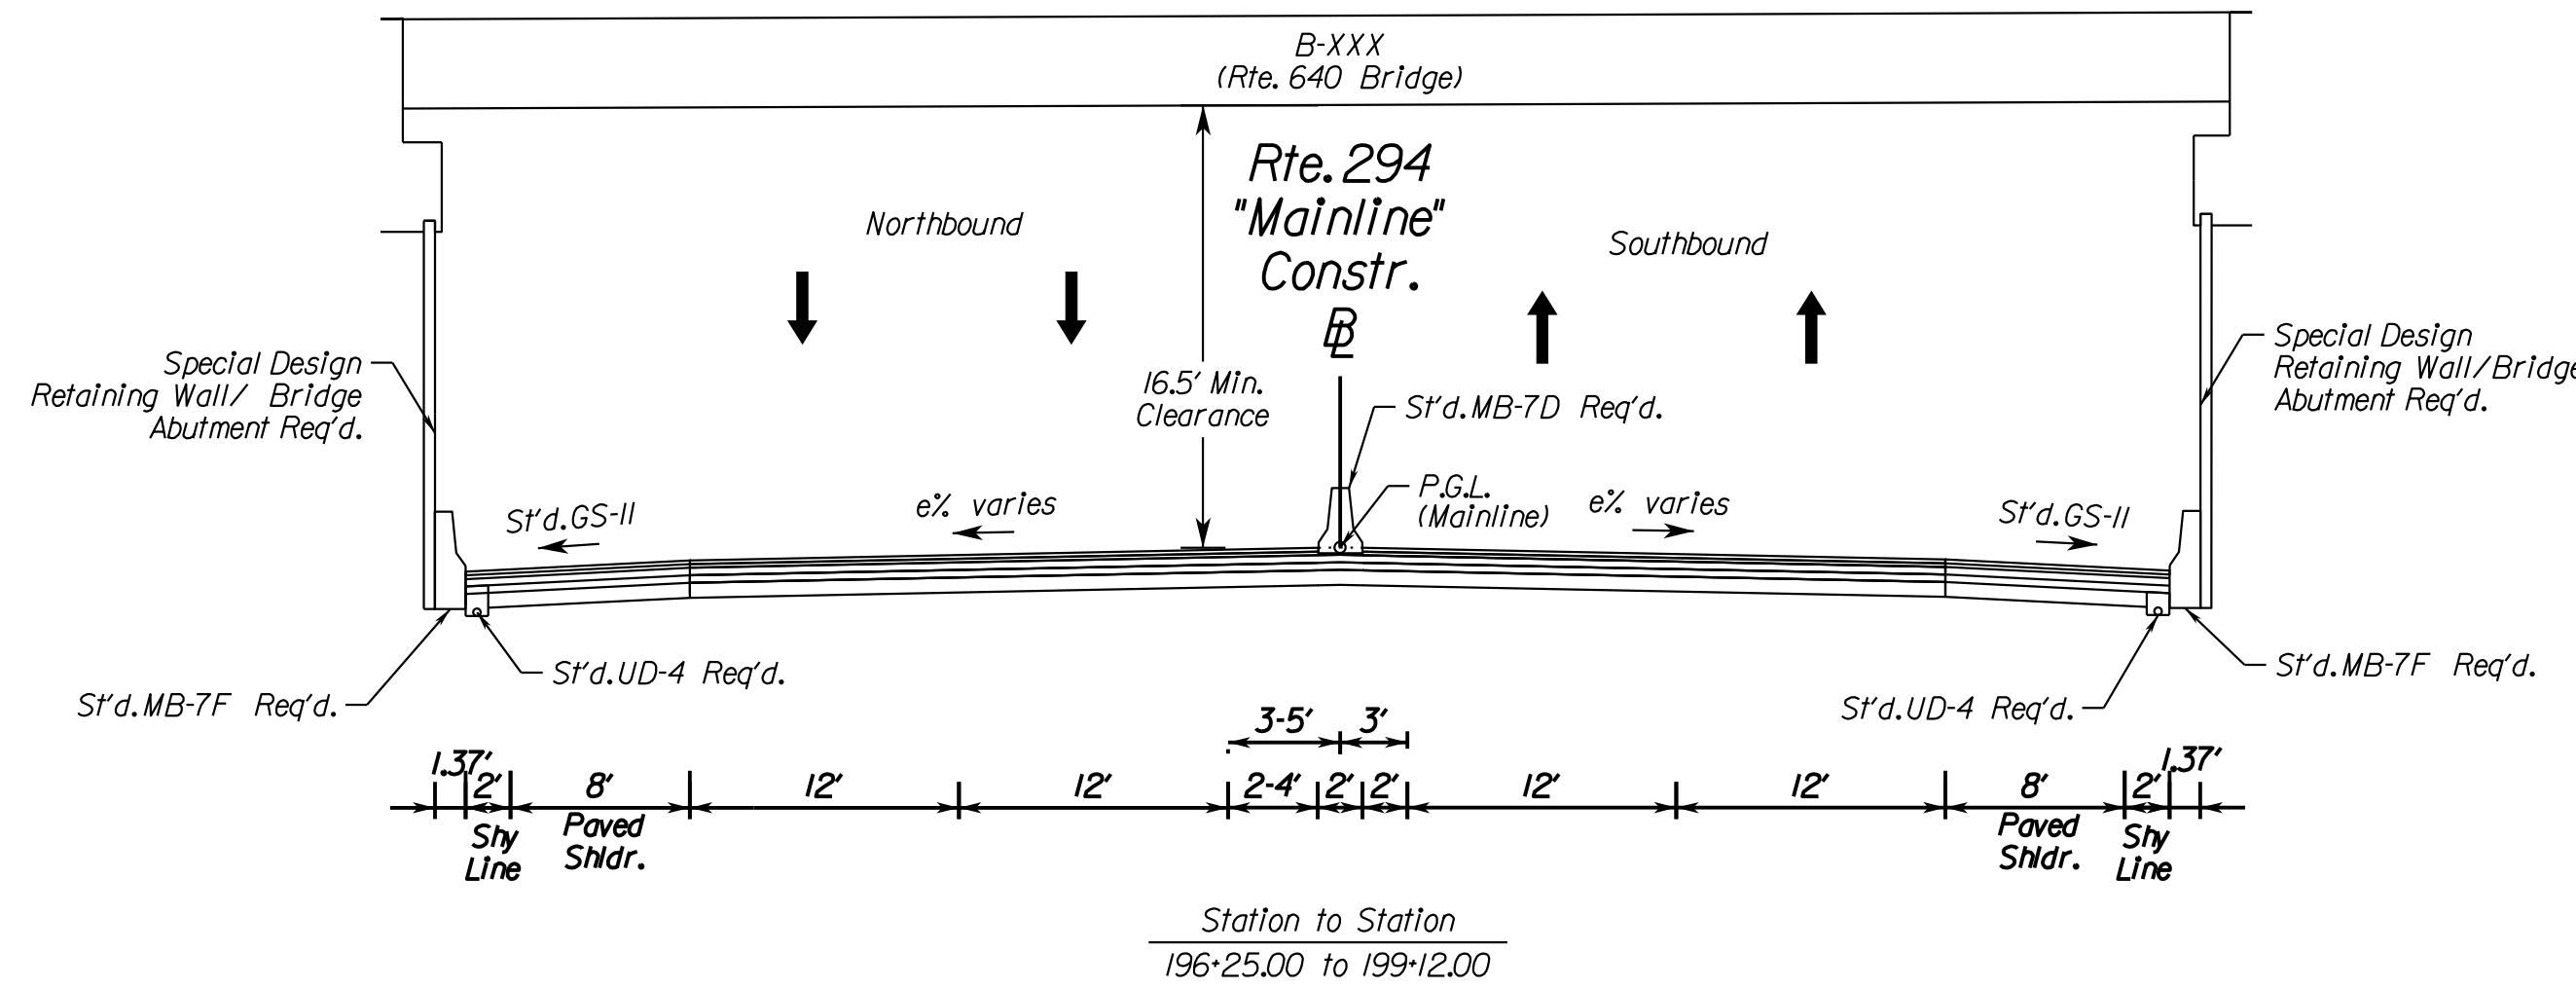 B-XXX
(Rte. 640 Bridge)
Rte. 294
"Mainline"
Constr.
BL
Northbound
Southbound
Special Design
Retaining Wall/ Bridge
Abutment Req'd.
16.5' Min.
Clearance
St'd. MB-7D Req'd.
P.G.L.
(Mainline)
Special Design
Retaining Wall/Bridge
Abutment Req'd.
St'd. GS-11
e% varies
e% varies
St'd. GS-11
St'd. UD-4 Req'd.
St'd. MB-7F Req'd.
St'd. UD-4 Req'd.
St'd. MB-7F Req'd.
3-5' 3'
1.37' 2' 8' 12' 12' 2-4' 2' 2' 12' 12' 8' 2' 1.37'
Shy
Line
Paved
Shldr.
Paved
Shldr.
Shy
Line
Station to Station
196+25.00 to 199+12.00